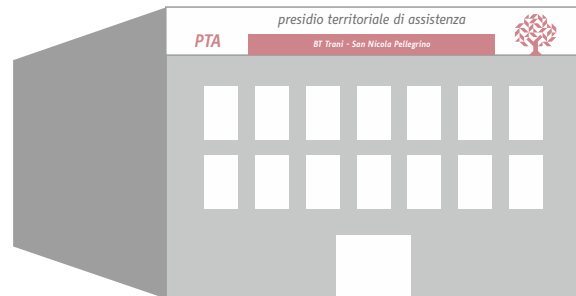 presidio territoriale di assistenza
PTA
BT Trani - San Nicola Pellegrino